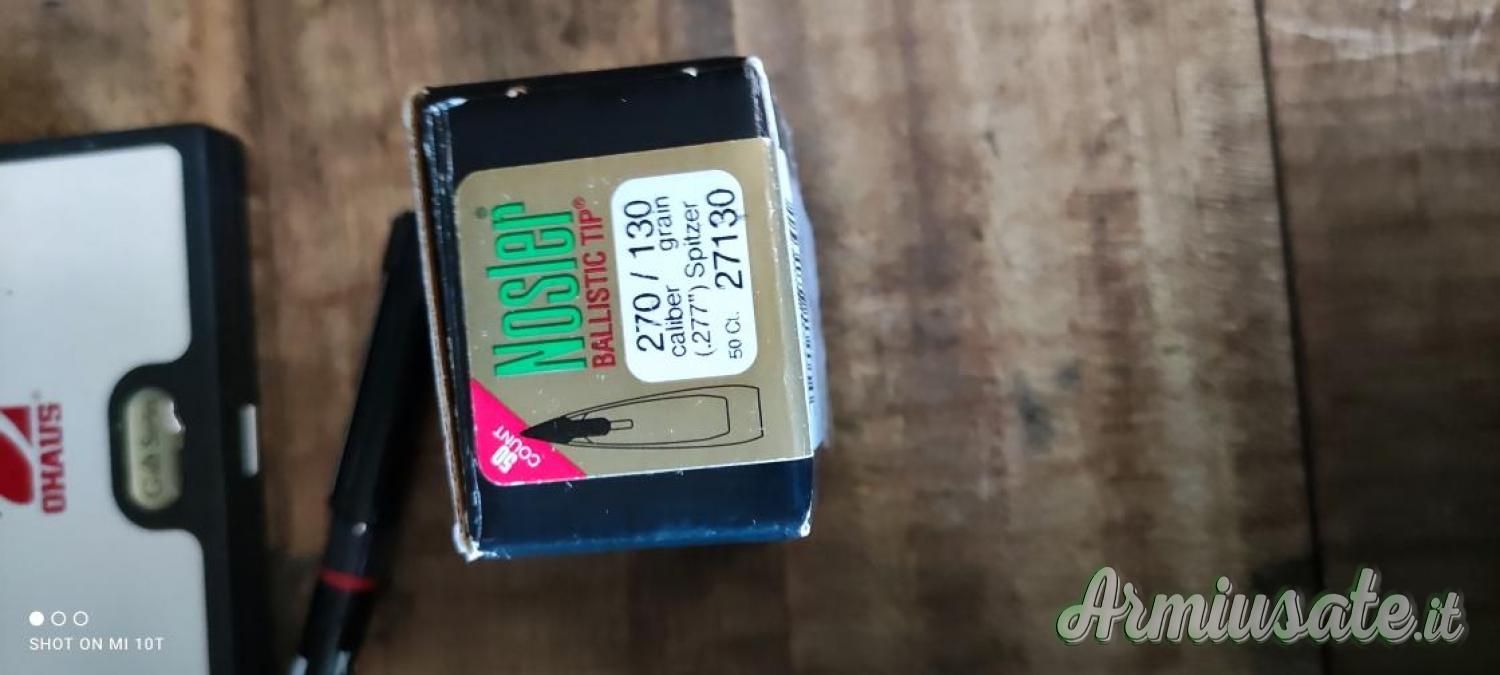 Nosler®
BALLISTIC TIP®
270 / 130
caliber grain
(.277") Spitzer
50 Ct. 27130
50
COUNT
OHAUS®
SHOT ON MI 10T
Armiusate.it